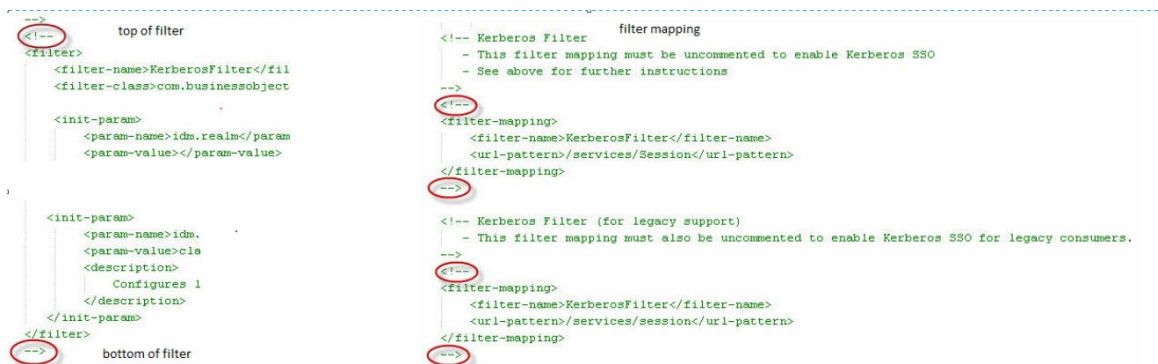 -->
<!--
top of filter
<filter>
<filter-name>KerberosFilter</fil
<filter-class>com.businessobject
<init-param>
<param-name>idm.realm</param
<param-value></param-value>
<init-param>
<param-name>idm.
<param-value>cla
<description>
Configures l
</description>
</init-param>
</filter>
-->
bottom of filter
filter mapping
<!-- Kerberos Filter
- This filter mapping must be uncommented to enable Kerberos SSO
- See above for further instructions
-->
<!--
<filter-mapping>
<filter-name>KerberosFilter</filter-name>
<url-pattern>/services/Session</url-pattern>
</filter-mapping>
-->
<!-- Kerberos Filter (for legacy support)
- This filter mapping must also be uncommented to enable Kerberos SSO for legacy consumers.
-->
<!--
<filter-mapping>
<filter-name>KerberosFilter</filter-name>
<url-pattern>/services/session</url-pattern>
</filter-mapping>
-->